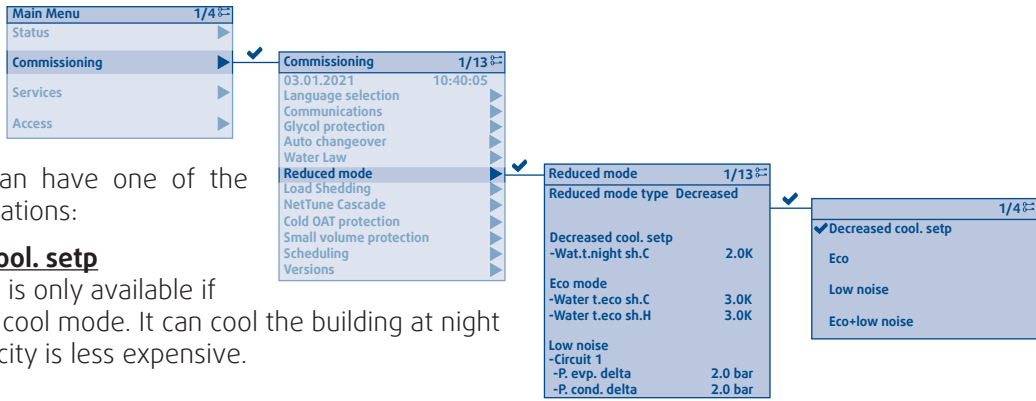 Main Menu 1/4
Status
Commissioning
Services
Access
Commissioning 1/13
03.01.2021 10:40:05
Language selection
Communications
Glycol protection
Auto changeover
Water Law
Reduced mode
Load Shedding
NetTune Cascade
Cold OAT protection
Small volume protection
Scheduling
Versions
Reduced mode 1/13
Reduced mode type Decreased
Decreased cool. setp
-Wat.t.night sh.C 2.0K
Eco mode
-Water t.eco sh.C 3.0K
-Water t.eco sh.H 3.0K
Low noise
-Circuit 1
-P. evp. delta 2.0 bar
-P. cond. delta 2.0 bar
1/4
Decreased cool. setp
Eco
Low noise
Eco+low noise
have one of the
ool. setp
is only available if
cool mode. It can cool the building at night
is less expensive.